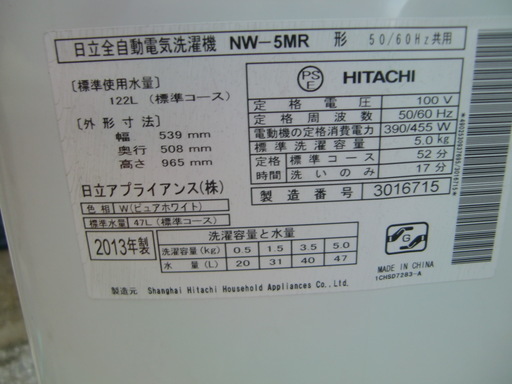 日立全自動電気洗濯機 NW-5MR 形 50/60Hz共用
[標準使用水量]
122L (標準コース)
[外形寸法]
幅 539 mm
奥行 508 mm
高さ 965 mm
日立アプライアンス(株)
色相 W(ピュアホワイト)
標準水量 47L (標準コース)
2013年製
PS
E
HITACHI
定格電圧 100 V
定格周波数 50/60 Hz
電動機の定格消費電力 390/455 W
標準洗濯容量 5.0kg
定格時間 標準コース 52分
洗いのみ 17分
製造番号 3016715
洗濯容量と水量
洗濯容量(kg) 0.5 1.5 3.5 5.0
水量(L) 20 31 40 47
G
MADE IN CHINA
1CHSD7283-A
製造元 Shanghai Hitachi Household Appliances Co., Ltd.